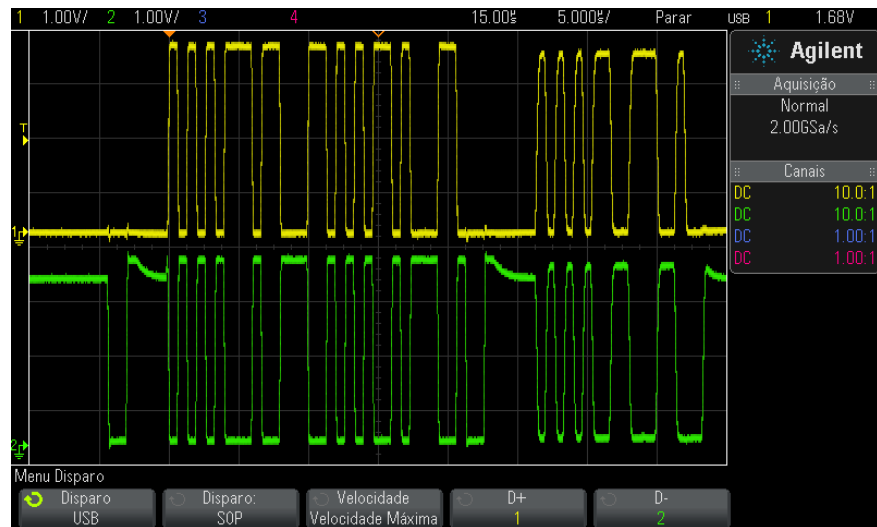 1 1.00V/ 2 1.00V/ 3 4 15.00µs 5.000µs/ Parar USB 1 1.68V
Agilent
Aquisição
Normal
2.00GSa/s
Canais
DC 10.0:1
DC 10.0:1
DC 1.00:1
DC 1.00:1
T
1
2
Menu Disparo
Disparo
USB
Disparo:
SOP
Velocidade
Velocidade Máxima
D+
1
D-
2